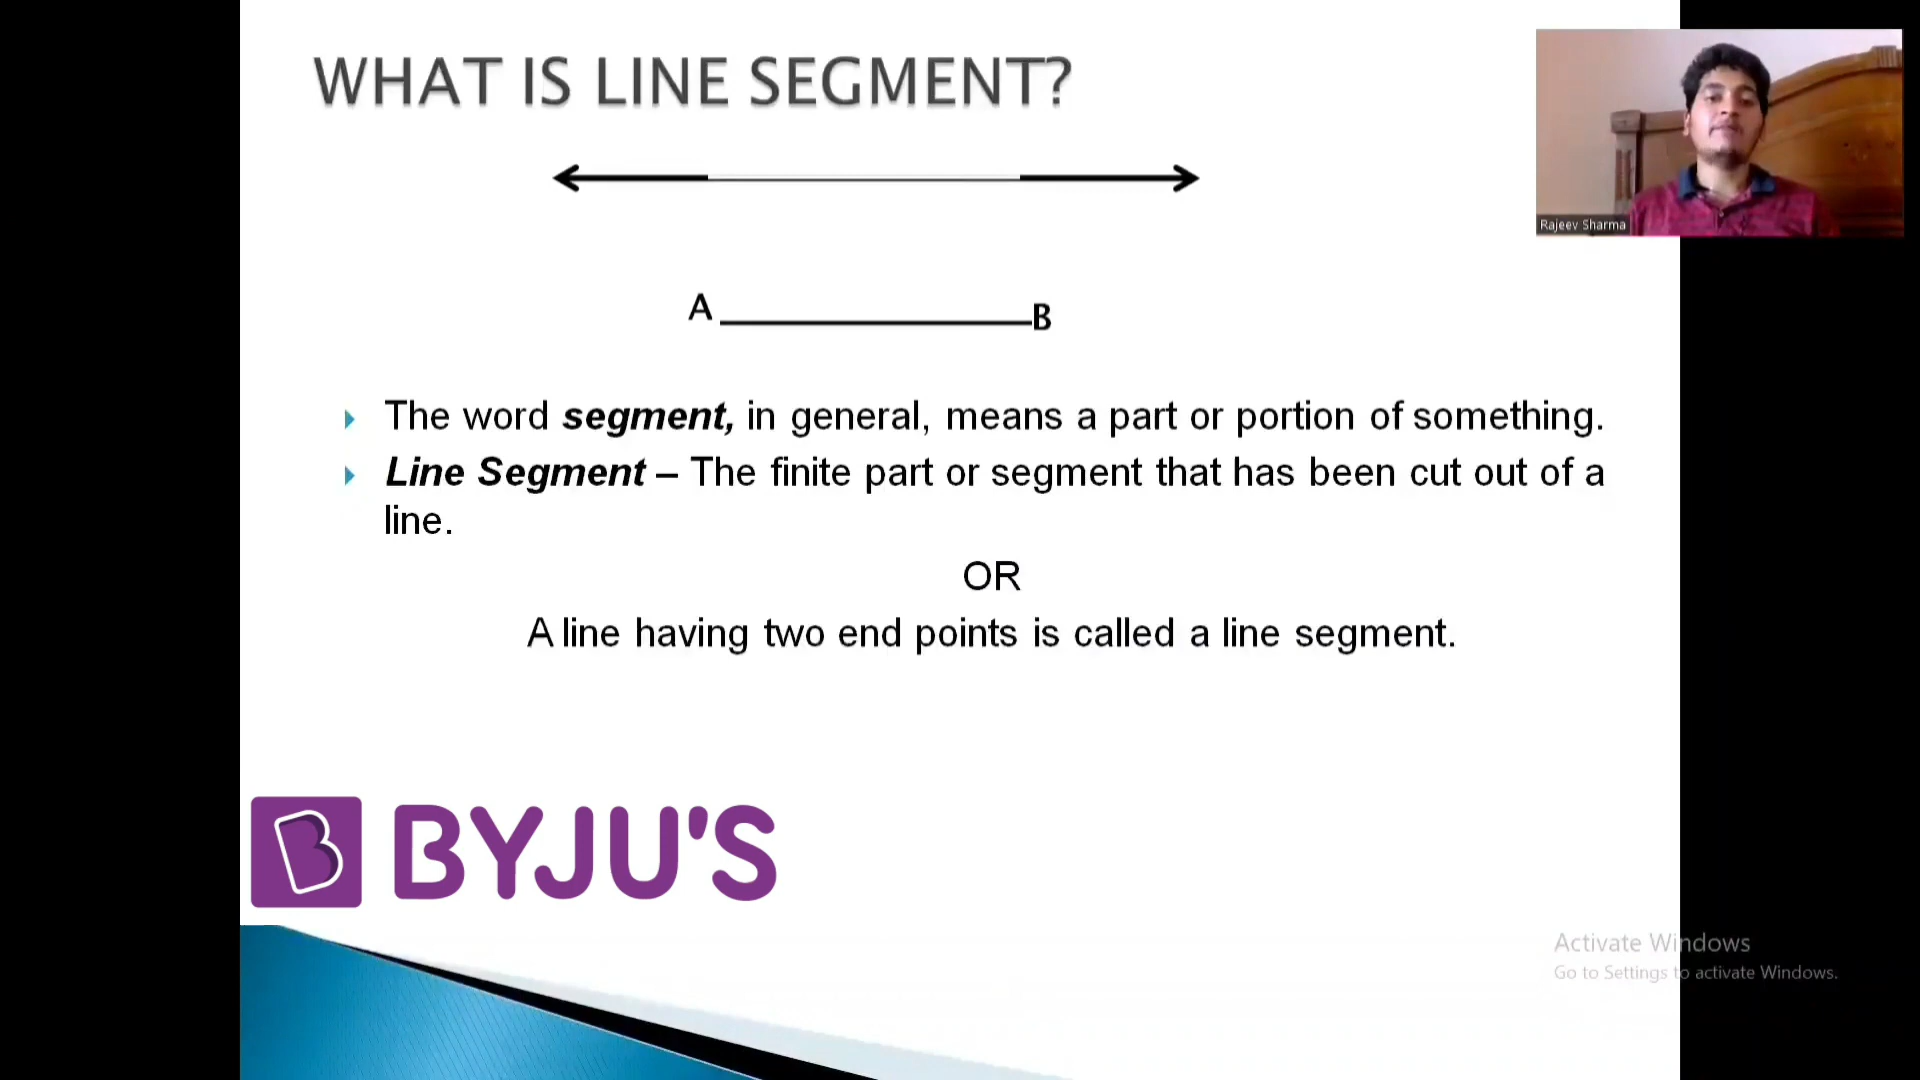 WHAT IS LINE SEGMENT?
Rajeev Sharma
A
B
The word segment, in general, means a part or portion of something.
Line Segment – The finite part or segment that has been cut out of a
line.
OR
A line having two end points is called a line segment.
B BYJU'S
Activate Windows
Go to Settings to activate Windows.